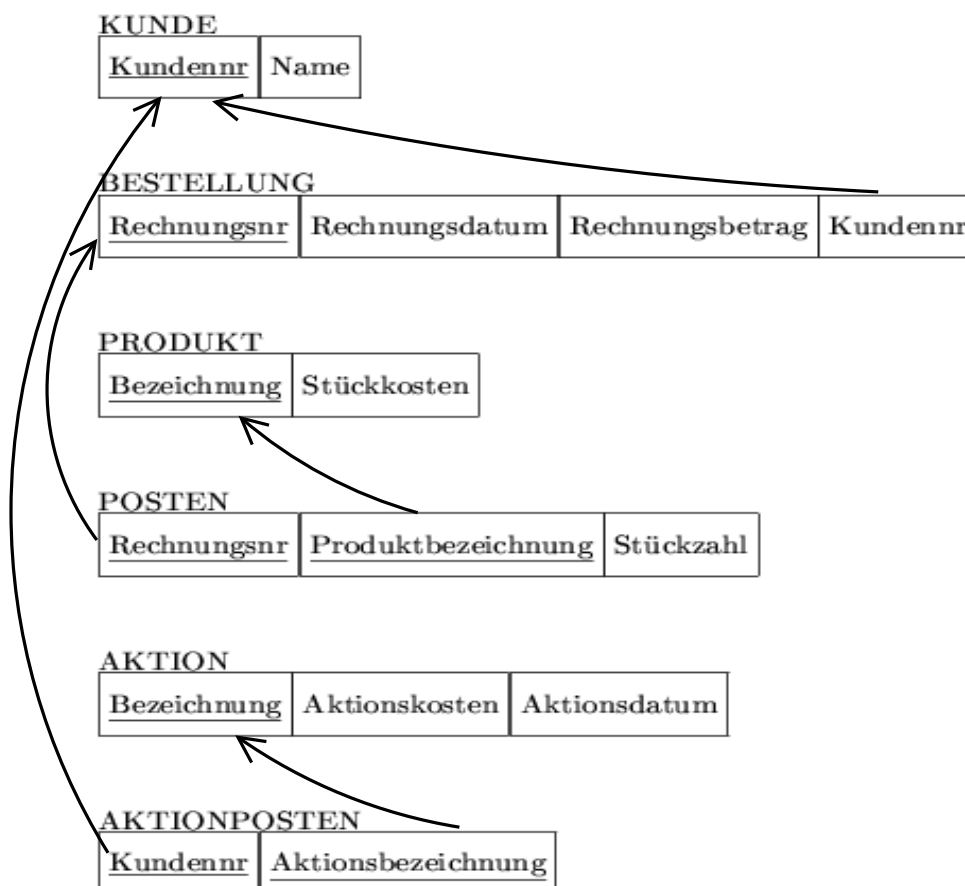 KUNDE
Kundennr Name
BESTELLUNG
Rechnungsnr Rechnungsdatum Rechnungsbetrag Kundennr
PRODUKT
Bezeichnung Stückkosten
POSTEN
Rechnungsnr Produktbezeichnung Stückzahl
AKTION
Bezeichnung Aktionskosten Aktionsdatum
AKTIONPOSTEN
Kundennr Aktionsbezeichnung